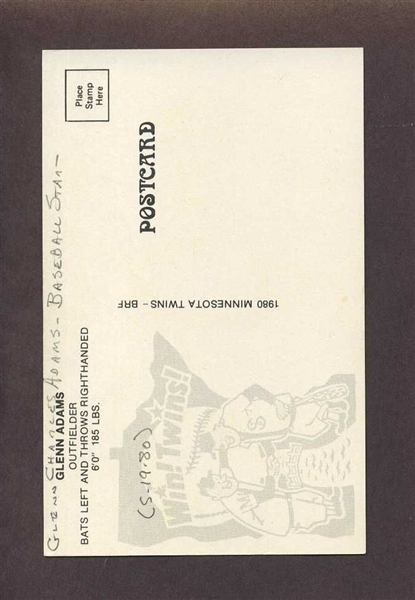 Glenn Charles Adams - Baseball Star -
GLENN ADAMS
OUTFIELDER
BATS LEFT AND THROWS RIGHTHANDED
6'0" 185 LBS.
(5-19-80)
Win! Twins!
1980 MINNESOTA TWINS - BRF
POSTCARD
Place
Stamp
Here